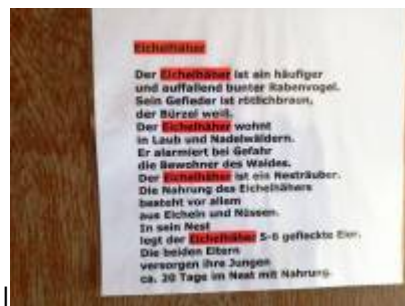 Eichelhäher
Der Eichelhäher ist ein häufiger
und auffallend bunter Rabenvogel.
Sein Gefieder ist rötlichbraun,
der Bürzel weiß.
Der Eichelhäher wohnt
in Laub und Nadelwäldern.
Er alarmiert bei Gefahr
die Bewohner des Waldes.
Der Eichelhäher ist ein Nesträuber.
Die Nahrung des Eichelhähers
besteht vor allem
aus Eicheln und Nüssen.
In sein Nest
legt der Eichelhäher 5-6 gefleckte Eier.
Die beiden Eltern
versorgen ihre Jungen
ca. 20 Tage im Nest mit Nahrung.